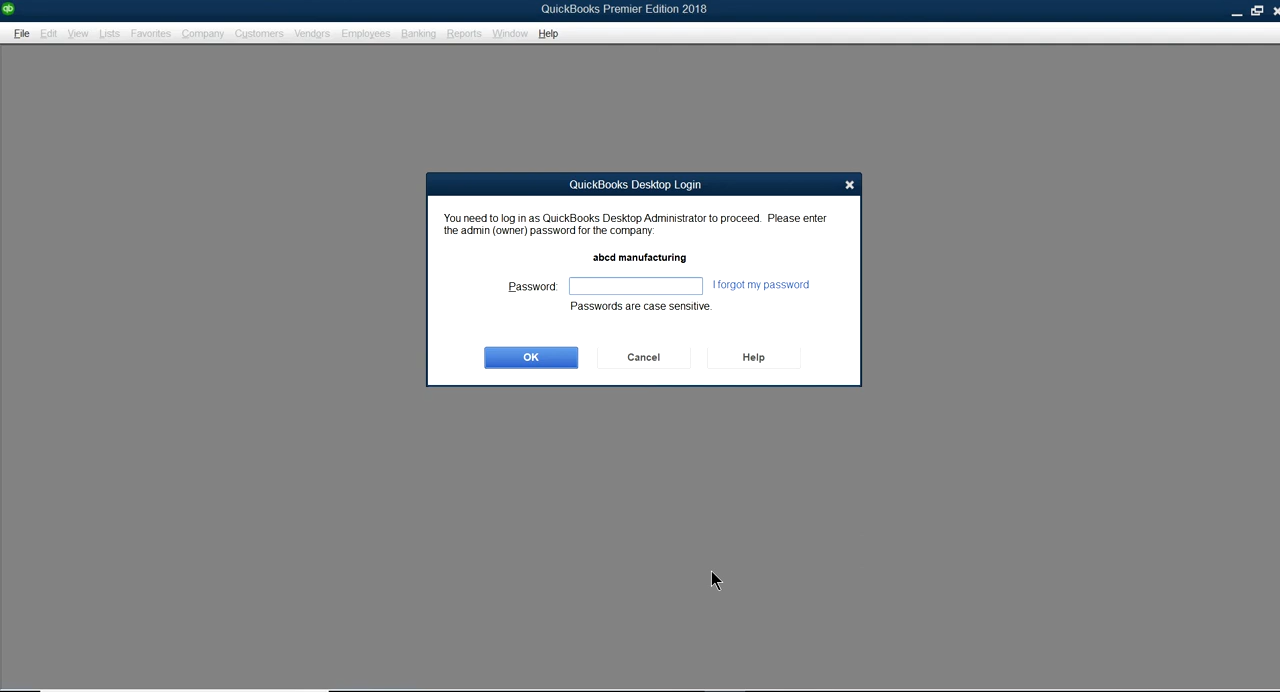 qb
QuickBooks Premier Edition 2018
File Edit View Lists Favorites Company Customers Vendors Employees Banking Reports Window Help
QuickBooks Desktop Login
You need to log in as QuickBooks Desktop Administrator to proceed. Please enter
the admin (owner) password for the company:
abcd manufacturing
Password: I forgot my password
Passwords are case sensitive.
OK Cancel Help